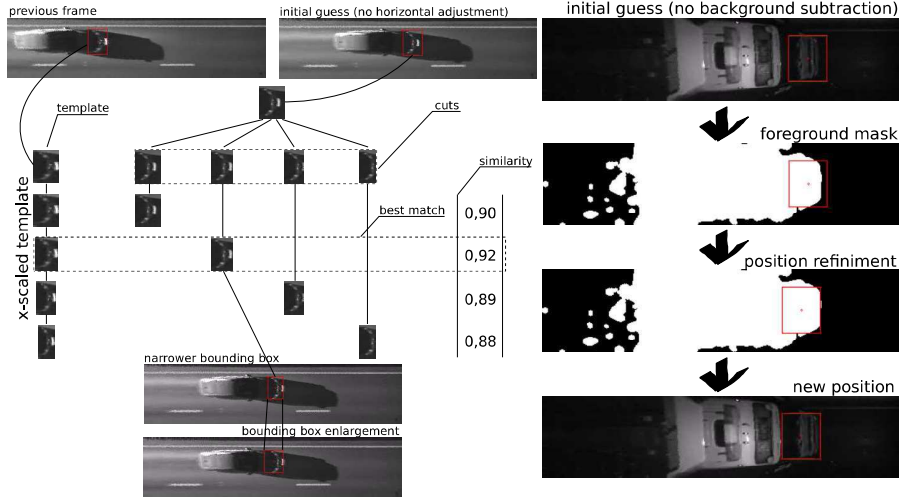 previous frame
initial guess (no horizontal adjustment)
template
cuts
similarity
x-scaled template
best match
0,90
0,92
0,89
0,88
narrower bounding box
bounding box enlargement
initial guess (no background subtraction)
foreground mask
position refiniment
new position